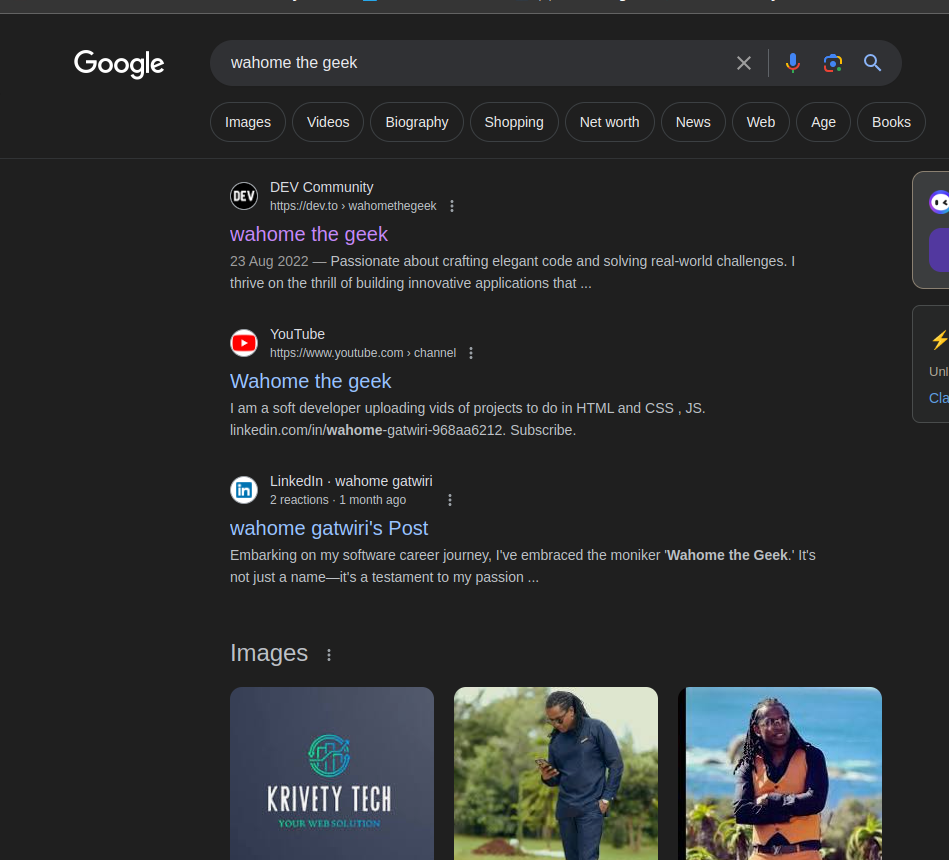 Google
wahome the geek
Images
Videos
Biography
Shopping
Net worth
News
Web
Age
Books
DEV
DEV Community
https://dev.to › wahomethegeek
wahome the geek
23 Aug 2022 — Passionate about crafting elegant code and solving real-world challenges. I
thrive on the thrill of building innovative applications that ...
YouTube
https://www.youtube.com › channel
Wahome the geek
I am a soft developer uploading vids of projects to do in HTML and CSS , JS.
linkedin.com/in/wahome-gatwiri-968aa6212. Subscribe.
in
LinkedIn · wahome gatwiri
2 reactions · 1 month ago
wahome gatwiri's Post
Embarking on my software career journey, I've embraced the moniker 'Wahome the Geek.' It's
not just a name—it's a testament to my passion ...
Unl
Cla
Images
KRIVETY TECH
YOUR WEB SOLUTION